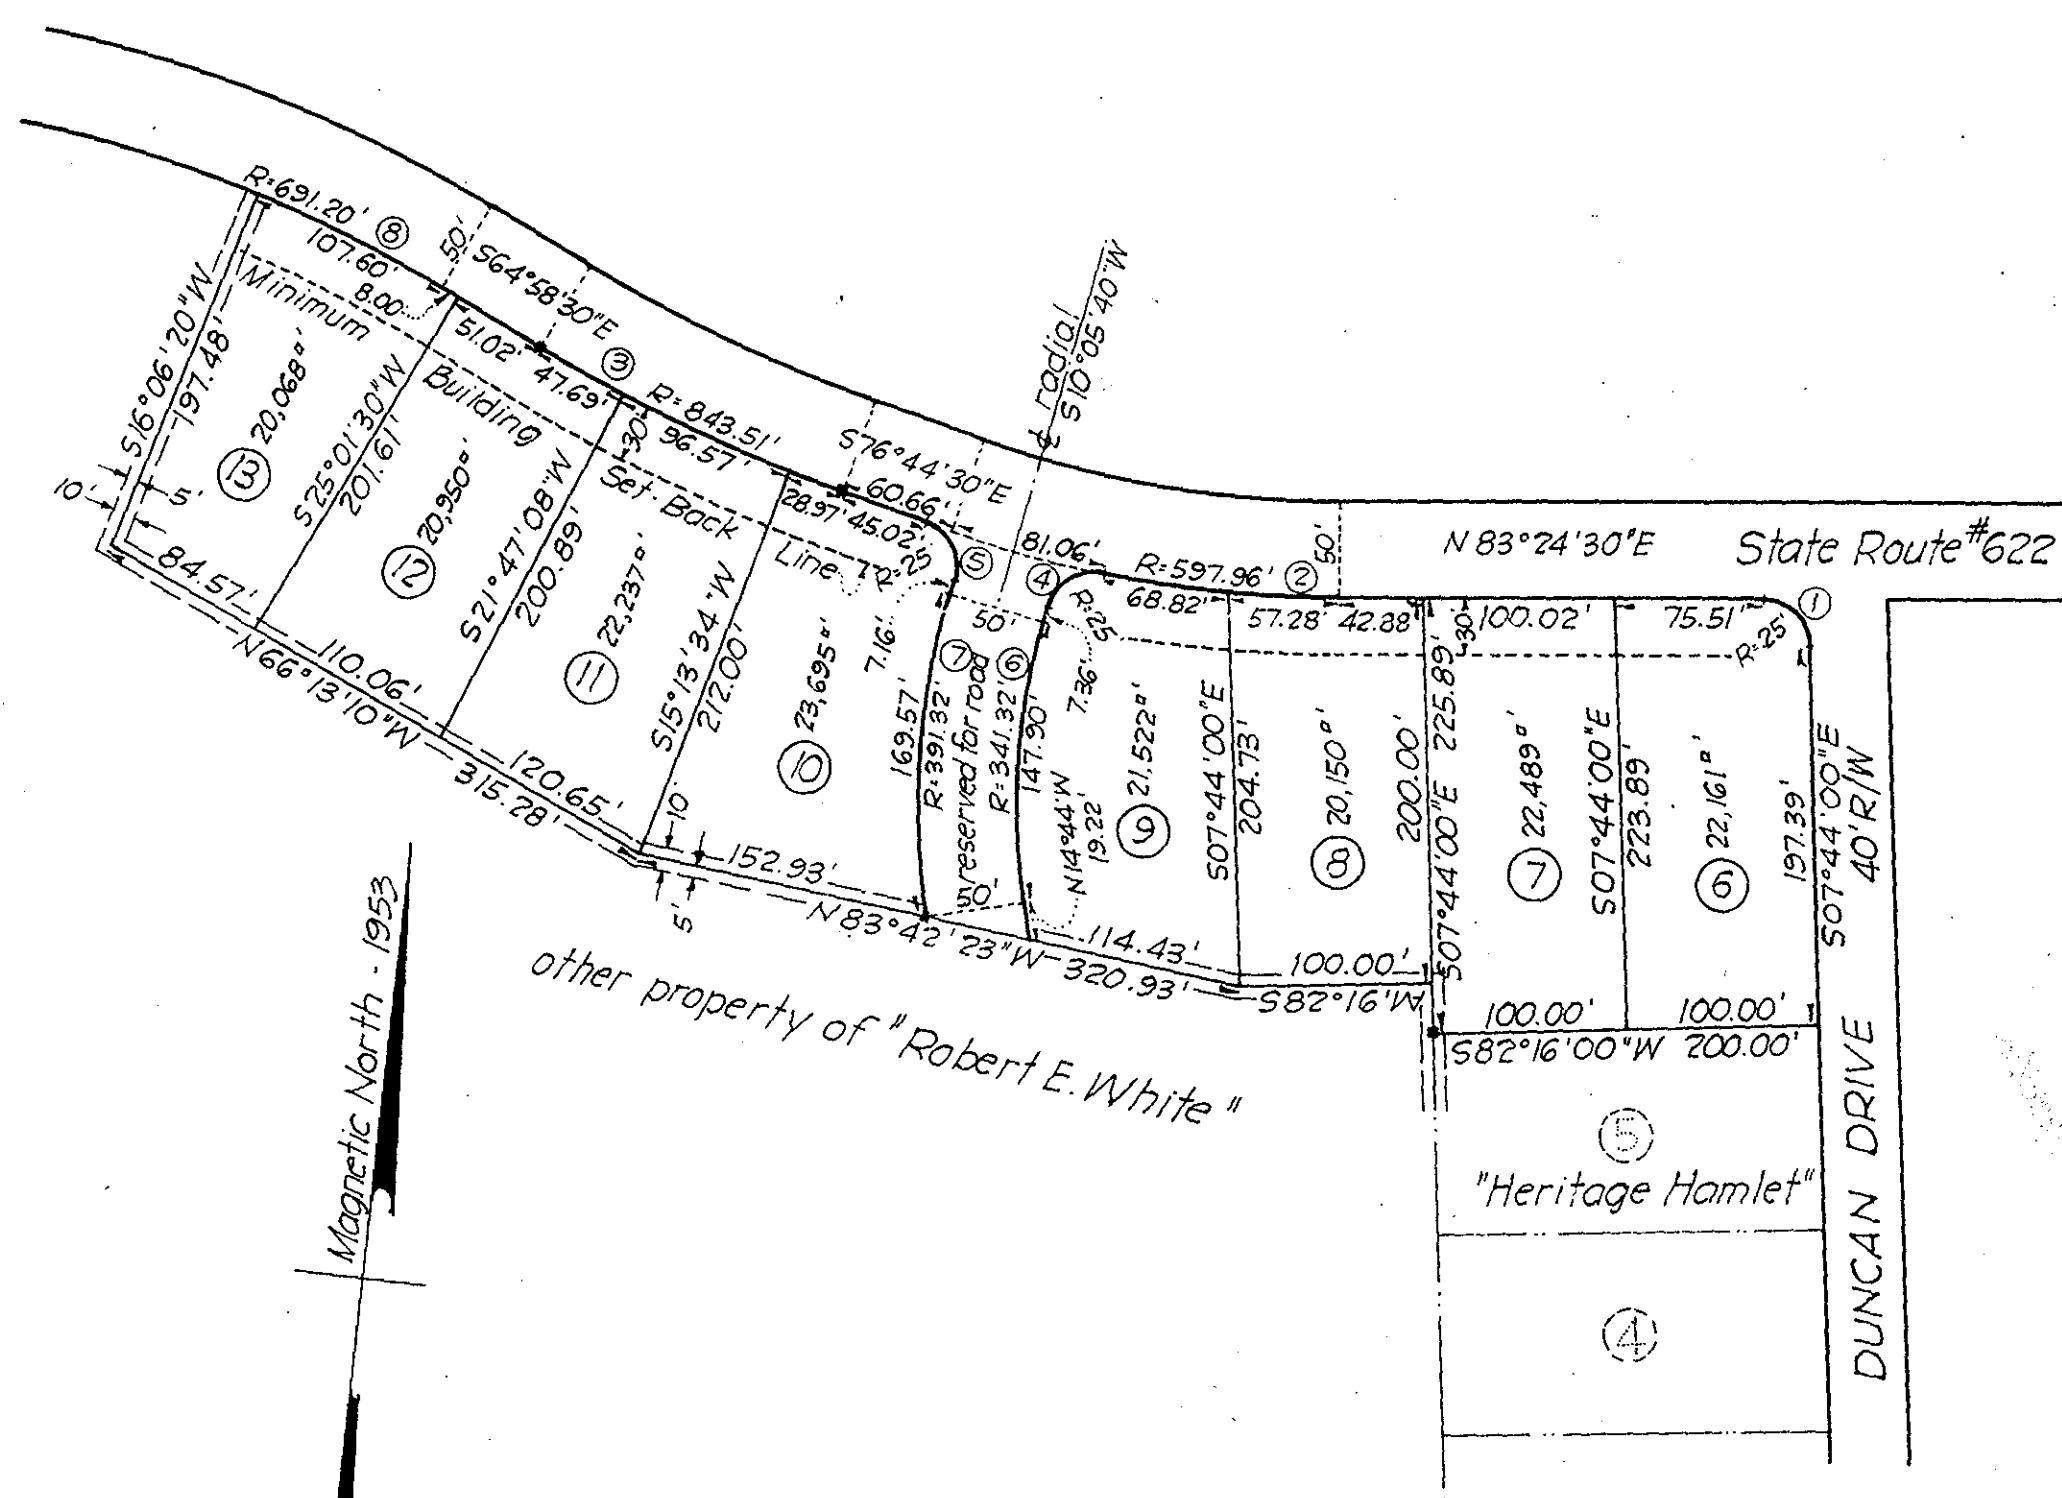 R=691.20' ⑧
107.60'
8.00
50'
S64°58'30"E
Minimum
Building
Set-Back
Line
51.02'
47.69' ③
R=843.51'
96.57'
30'
S76°44'30"E
60.66'
28.97' 45.02'
R=25'
⑤
radial
S10°05'40"W
℄
81.06'
④
R=597.96' ②
68.82'
57.28' 42.88'
50'
N83°24'30"E
State Route #622
R=25
50'
30'
100.02'
75.51'
①
R=25'
S16°06'20"W
197.48'
⑬ 20,068□'
10'
5'
S25°01'30"W
201.61'
⑫ 20,950□'
S21°47'08"W
200.89'
⑪ 22,237□'
S15°13'34"W
212.00'
⑩ 23,695□'
7.16'
169.57'
R=391.32'
⑦
reserved for road
50'
⑥
R=341.32'
147.90'
7.36'
N14°44'W
19.22'
⑨ 21,522□'
S07°44'00"E
204.73'
⑧ 20,150□'
200.00'
S07°44'00"E 225.89'
⑦ 22,489□'
S07°44'00"E
223.89'
⑥ 22,161□'
197.39'
S07°44'00"E
40' R/W
DUNCAN DRIVE
84.57'
110.06'
120.65'
N66°13'10"W
315.28'
10'
5'
152.93'
N83°42'23"W 320.93'
114.43'
100.00'
S82°16'W
100.00'
100.00'
S82°16'00"W 200.00'
other property of "Robert E. White"
Magnetic North - 1953
⑤
"Heritage Hamlet"
④